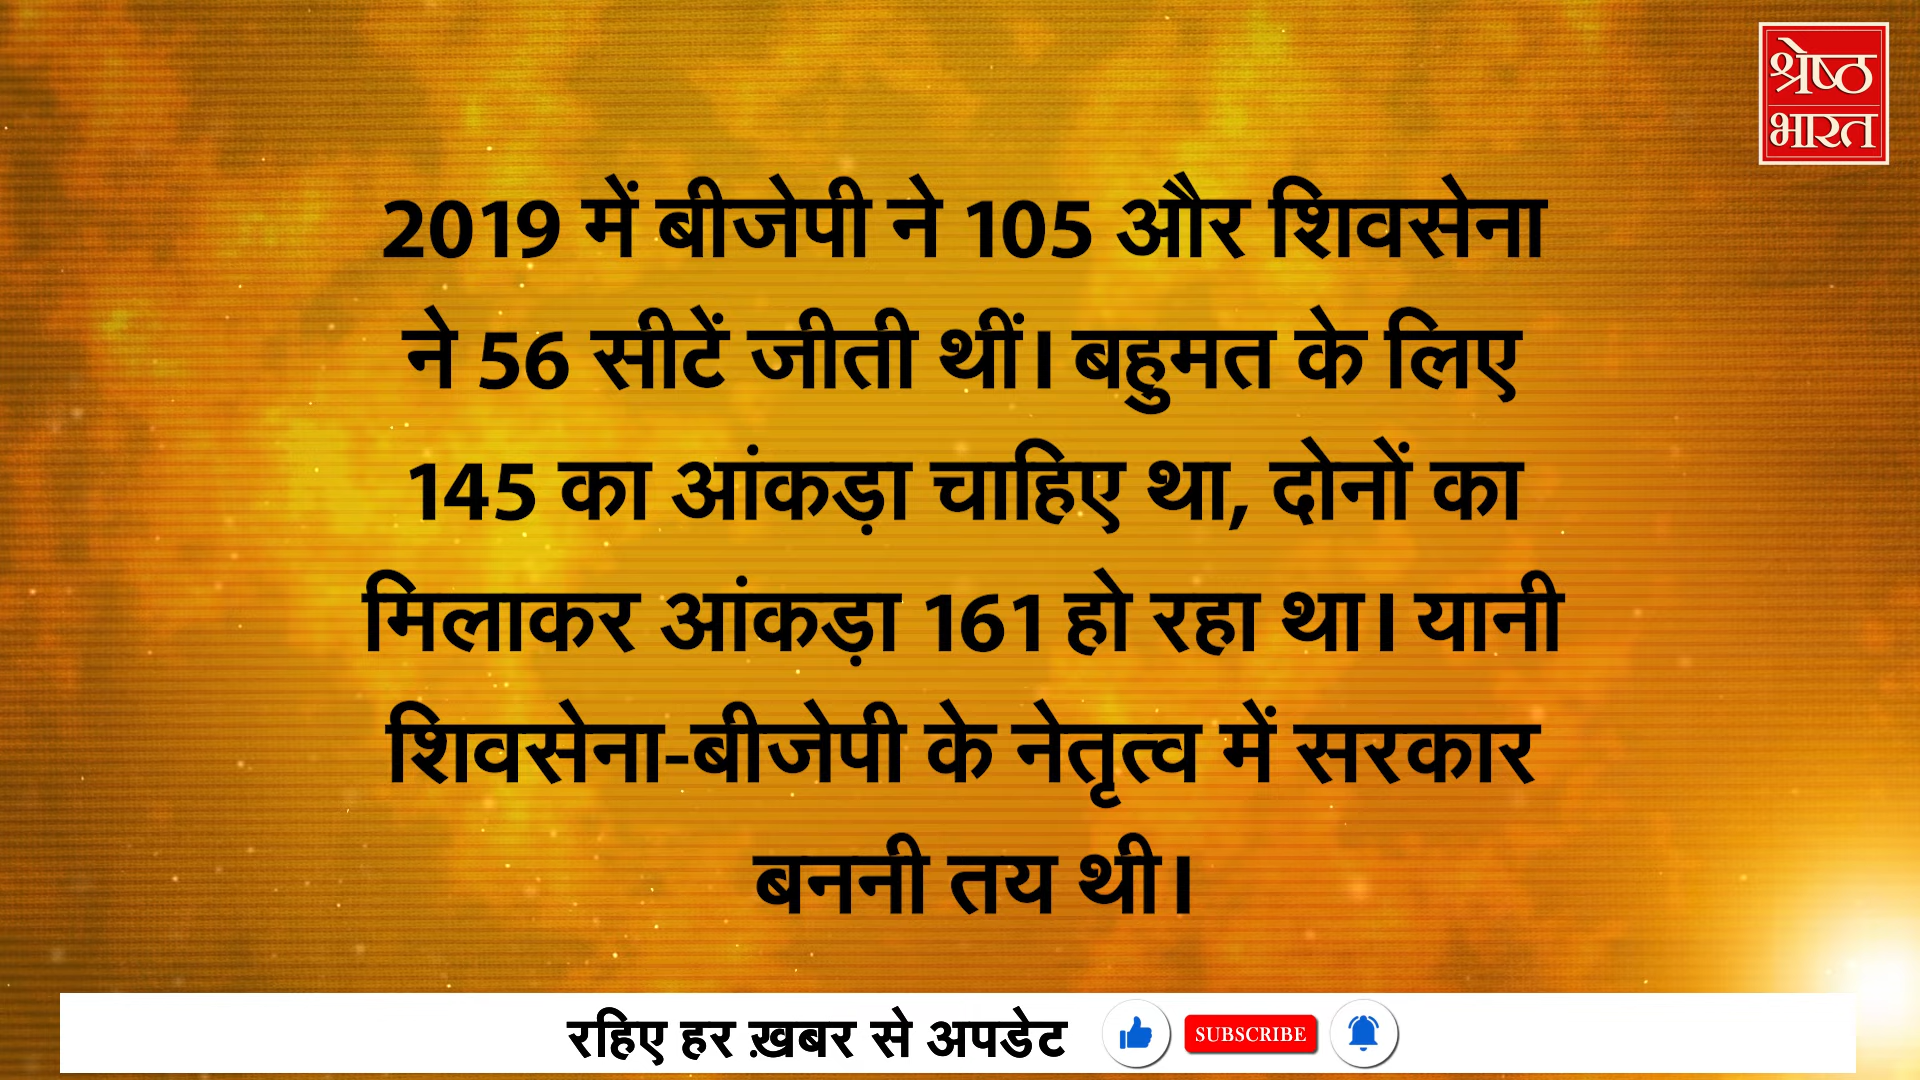 श्रेष्ठ
भारत
2019 में बीजेपी ने 105 और शिवसेना
ने 56 सीटें जीती थीं। बहुमत के लिए
145 का आंकड़ा चाहिए था, दोनों का
मिलाकर आंकड़ा 161 हो रहा था। यानी
शिवसेना-बीजेपी के नेतृत्व में सरकार
बननी तय थी।
रहिए हर ख़बर से अपडेट SUBSCRIBE